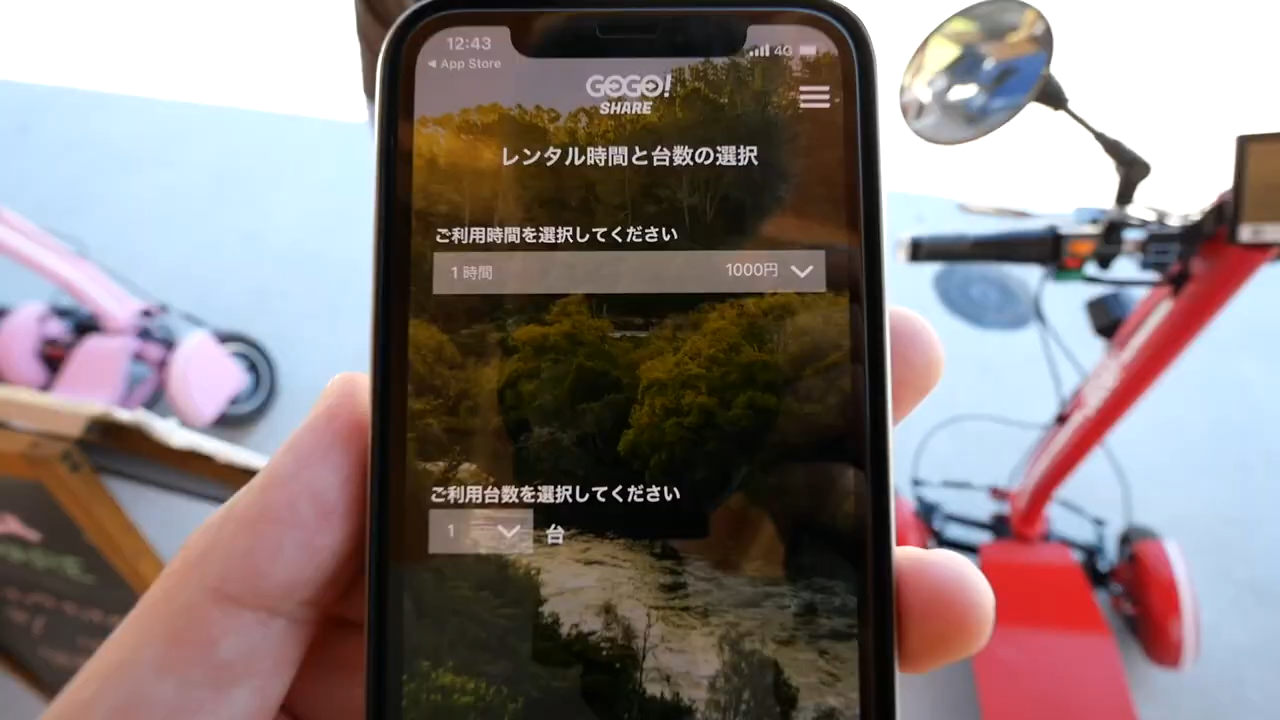 12:43
4G
◀ App Store
GOGO!
SHARE
レンタル時間と台数の選択
ご利用時間を選択してください
1 時間 1000円
ご利用台数を選択してください
1 台